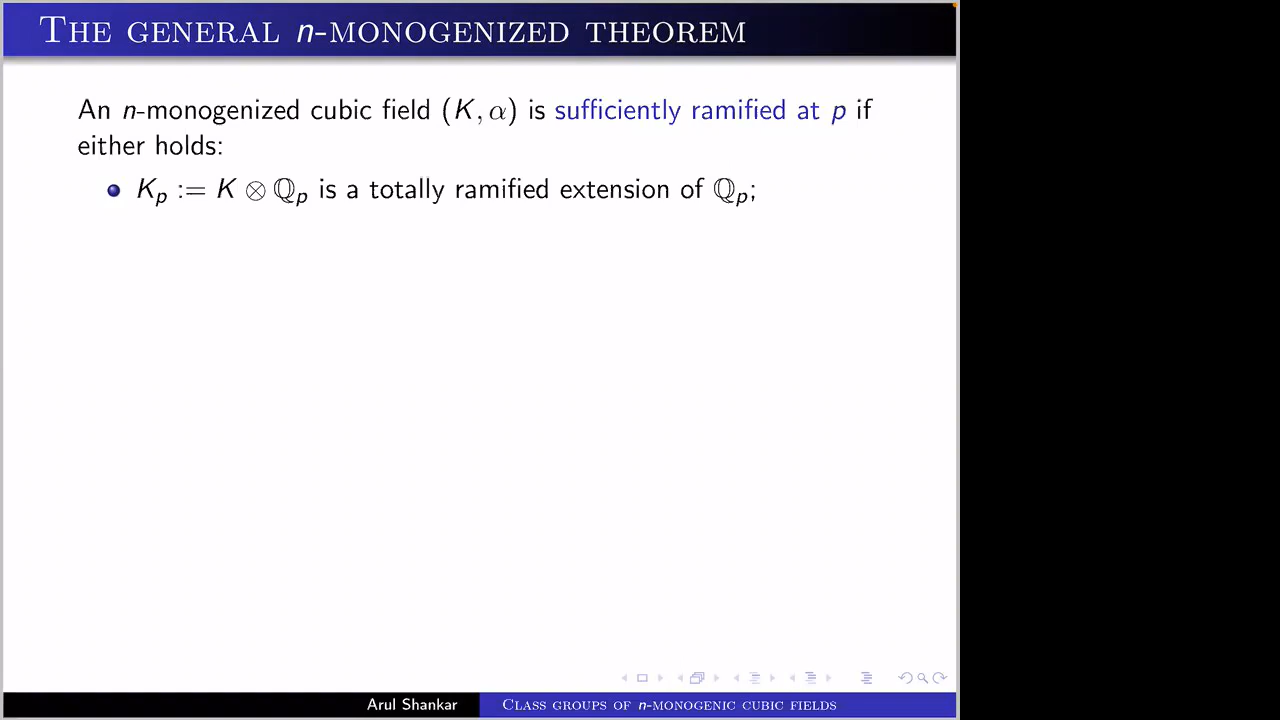 THE GENERAL n-MONOGENIZED THEOREM
An n-monogenized cubic field (K, α) is sufficiently ramified at p if
either holds:
K_p := K ⊗ ℚ_p is a totally ramified extension of ℚ_p;
Arul Shankar
CLASS GROUPS OF n-MONOGENIC CUBIC FIELDS